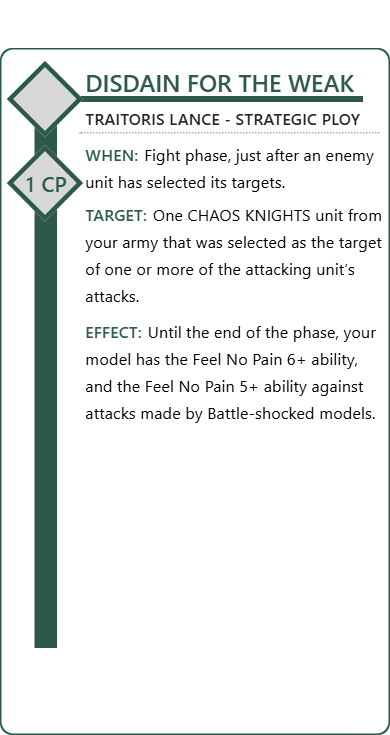 DISDAIN FOR THE WEAK
TRAITORIS LANCE - STRATEGIC PLOY
1 CP
WHEN: Fight phase, just after an enemy
unit has selected its targets.
TARGET: One CHAOS KNIGHTS unit from
your army that was selected as the target
of one or more of the attacking unit's
attacks.
EFFECT: Until the end of the phase, your
model has the Feel No Pain 6+ ability,
and the Feel No Pain 5+ ability against
attacks made by Battle-shocked models.